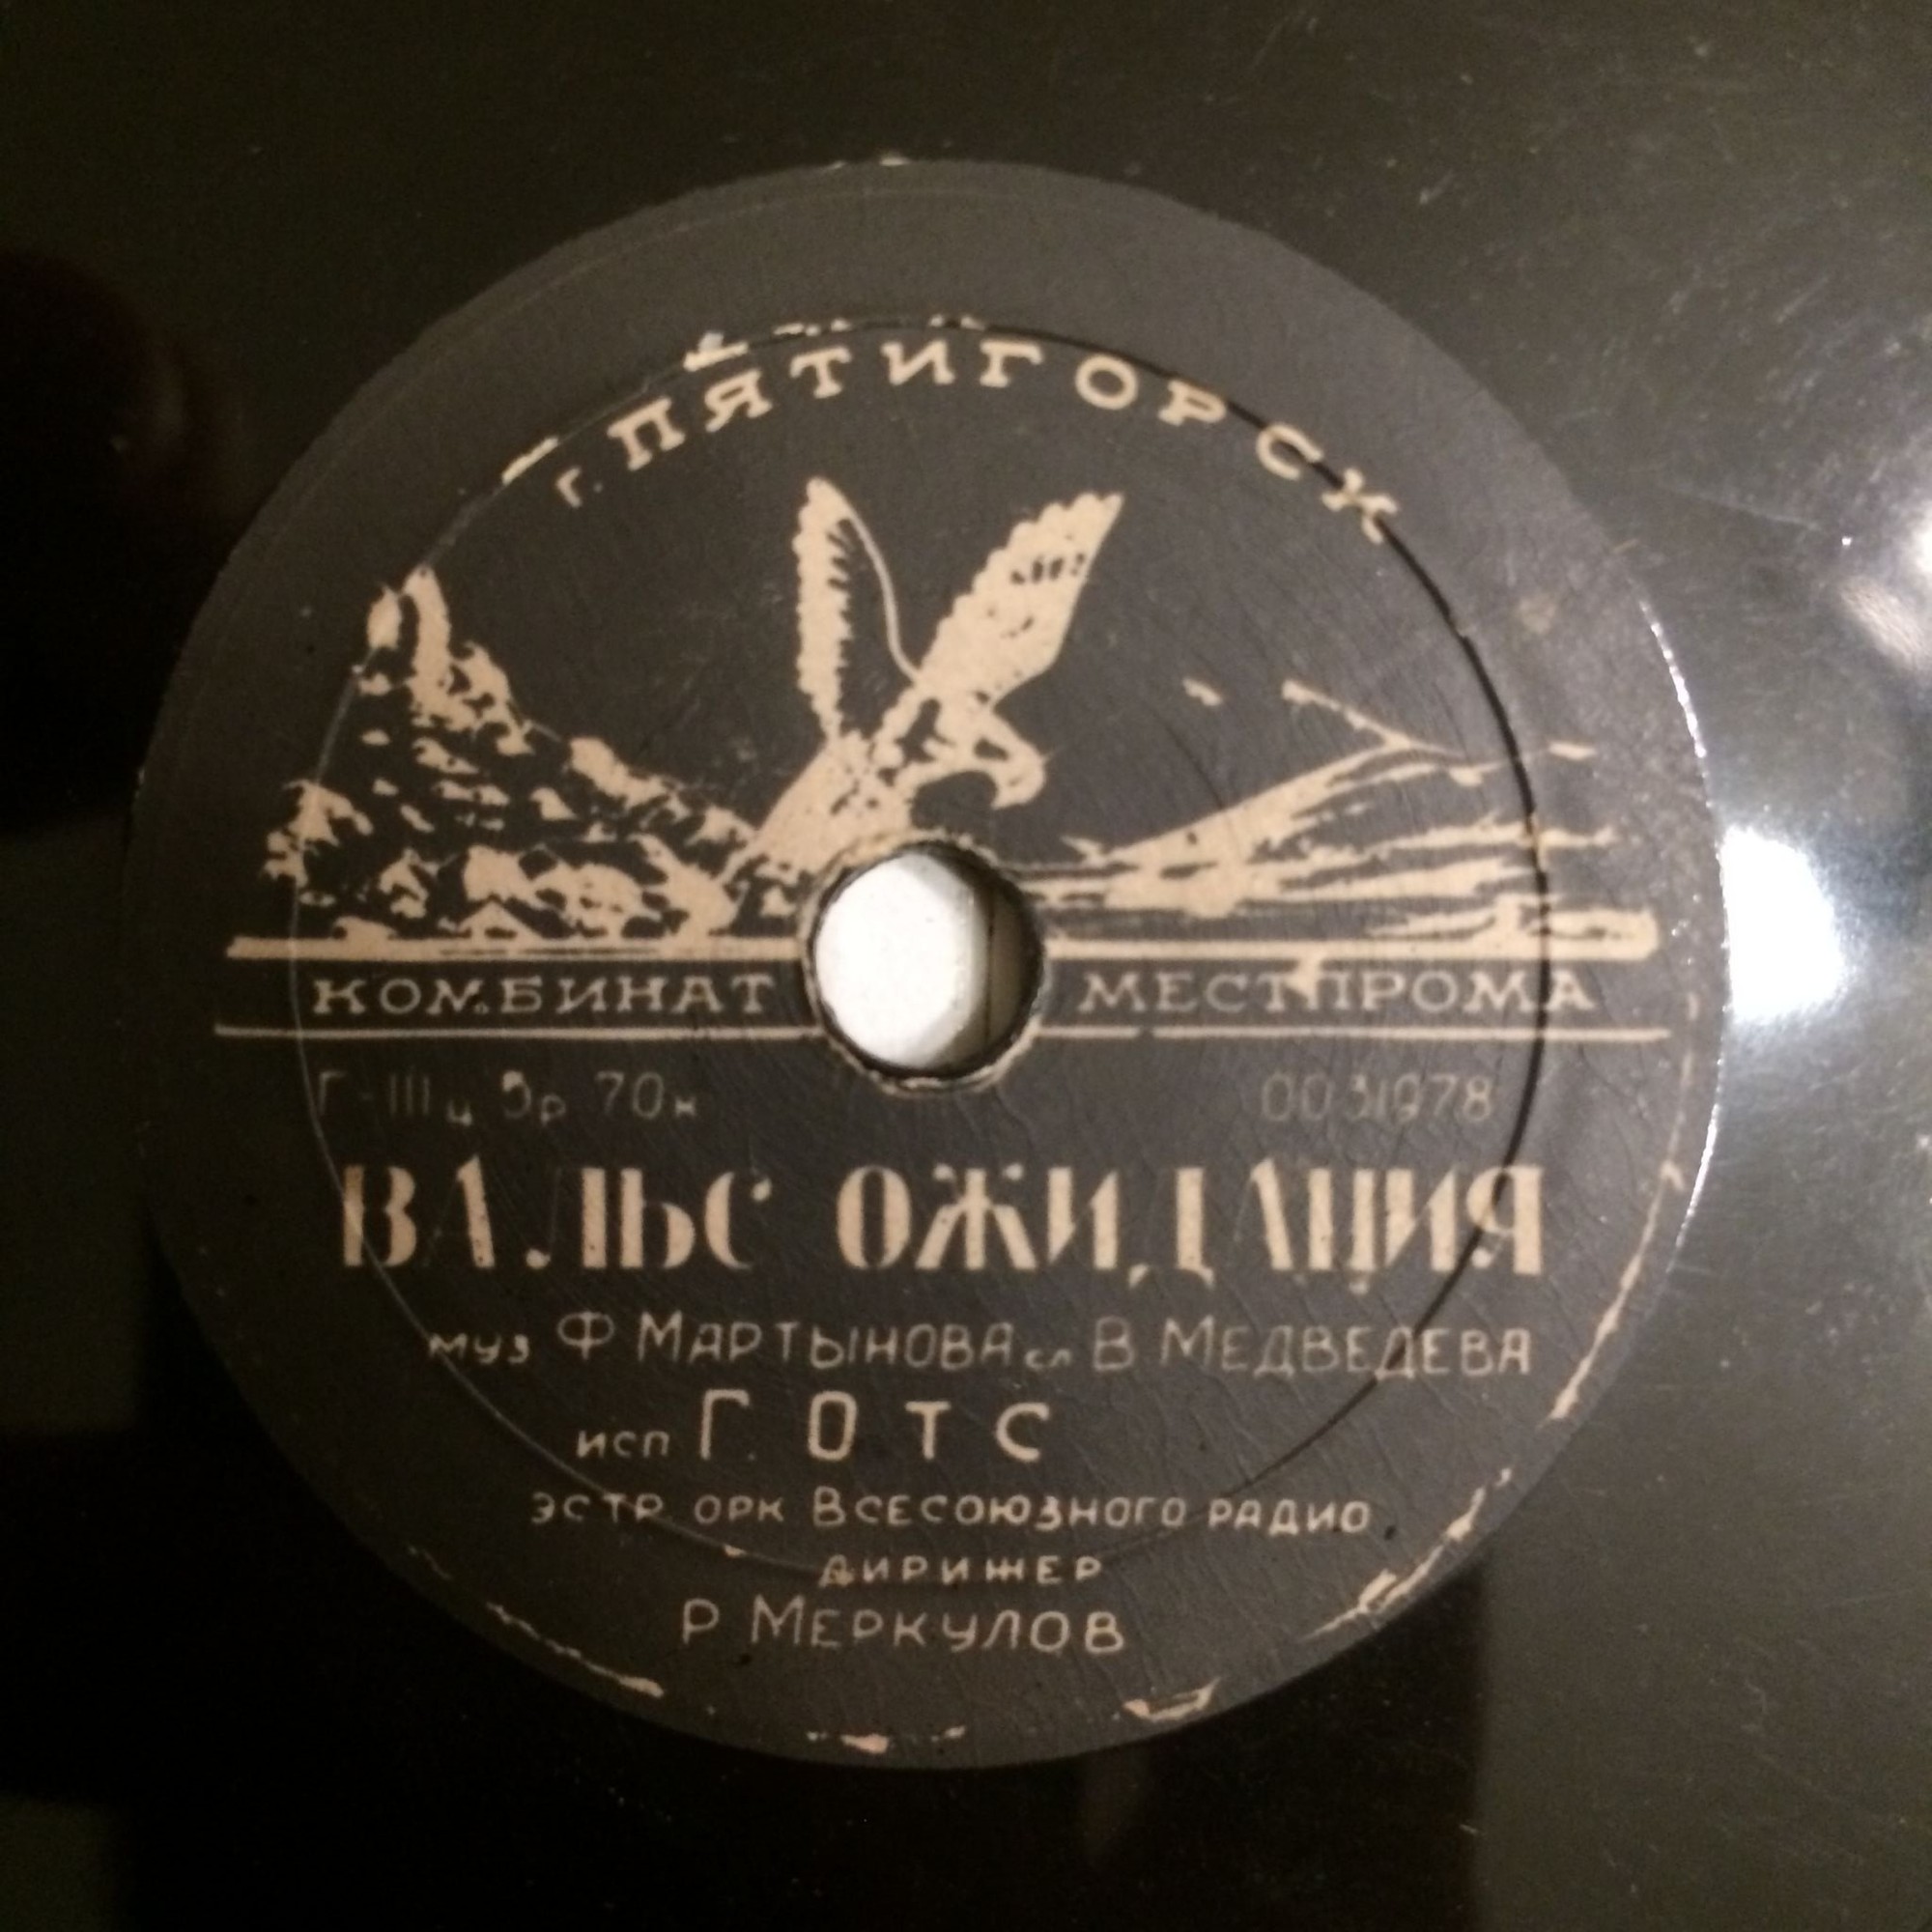 г. ПЯТИГОРСК
КОМБИНАТ МЕСТПРОМА
Г-III ц 5р 70к 0031978
ВАЛЬС ОЖИДАНИЯ
муз Ф МАРТЫНОВА сл В МЕДВЕДЕВА
исп Г. ОТС
ЭСТР ОРК ВСЕСОЮЗНОГО РАДИО
ДИРИЖЕР
Р МЕРКУЛОВ